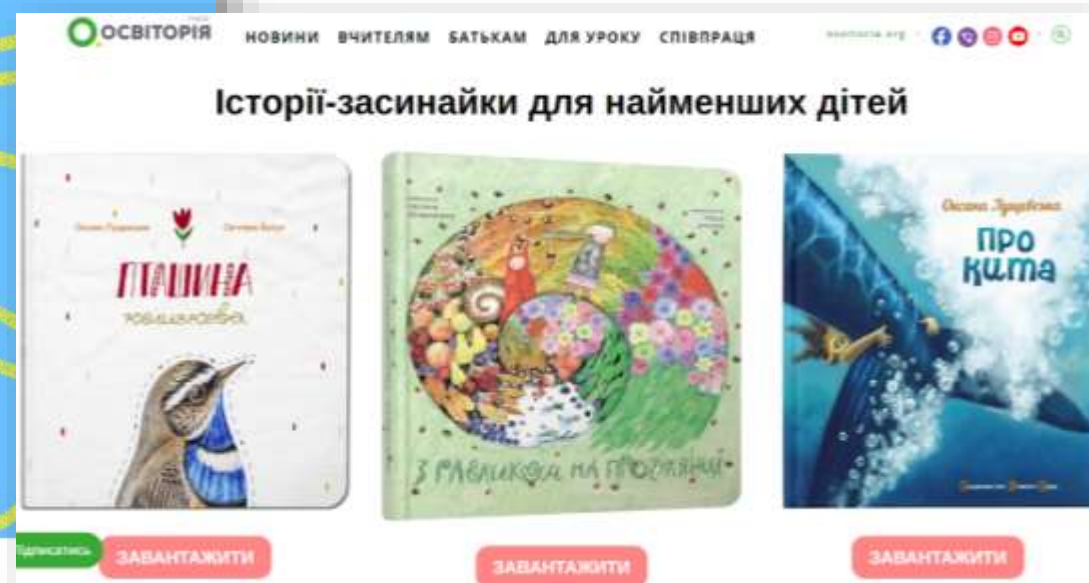 ОСВІТОРІЯ
НОВИНИ ВЧИТЕЛЯМ БАТЬКАМ ДЛЯ УРОКУ СПІВПРАЦЯ
Історії-засинайки для найменших дітей
ПТАШИНА
Оксана Лущевська
ПРО
кита
З РАВЛИКОМ НА ПРОГУЛЯНЦІ
ідписатись
ЗАВАНТАЖИТИ
ЗАВАНТАЖИТИ
ЗАВАНТАЖИТИ